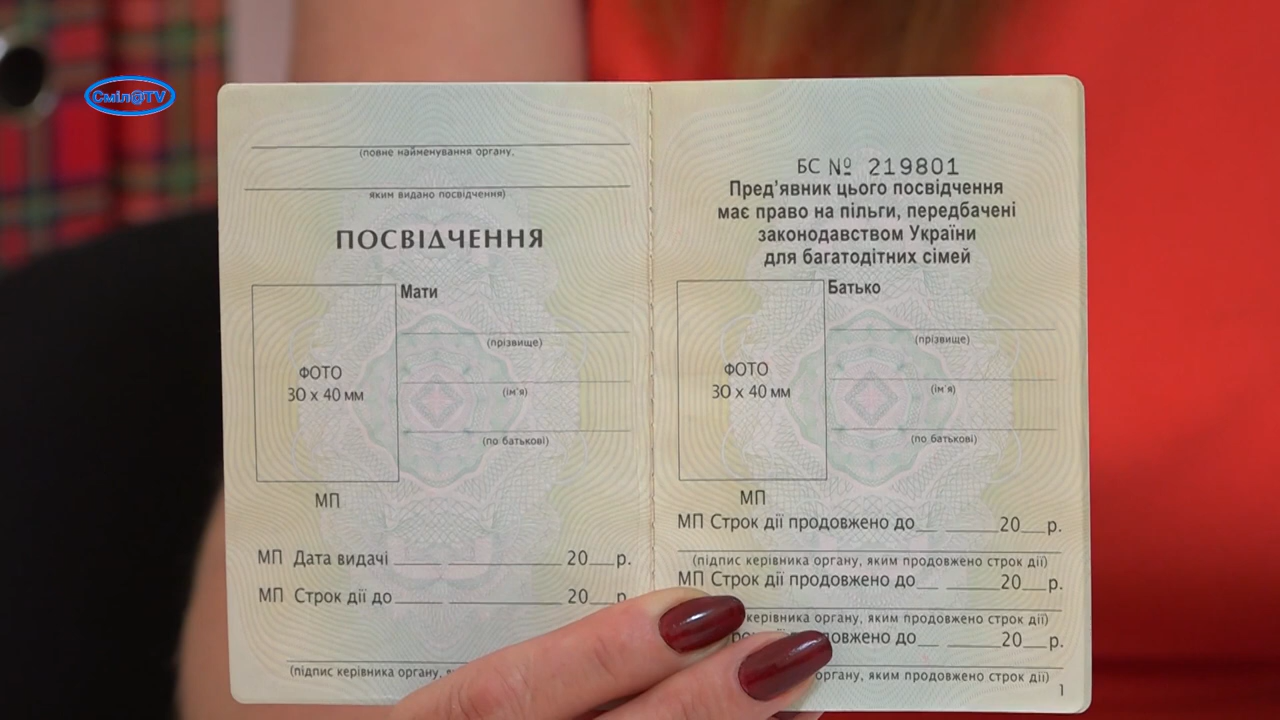 Сміл@TV
(повне найменування органу,
яким видано посвідчення)
ПОСВІДЧЕННЯ
Мати
(прізвище)
ФОТО
30 x 40 мм
(ім'я)
(по батькові)
МП
МП Дата видачі 20 р.
МП Строк дії до 20 р.
(підпис керівника органу,
БС № 219801
Пред'явник цього посвідчення
має право на пільги, передбачені
законодавством України
для багатодітних сімей
Батько
(прізвище)
ФОТО
30 x 40 мм
(ім'я)
(по батькові)
МП
МП Строк дії продовжено до 20 р.
(підпис керівника органу, яким продовжено строк дії)
МП Строк дії продовжено до 20 р.
керівника органу, яким продовжено строк дії)
до 20 р.
органу, яким продовжено строк дії)
1